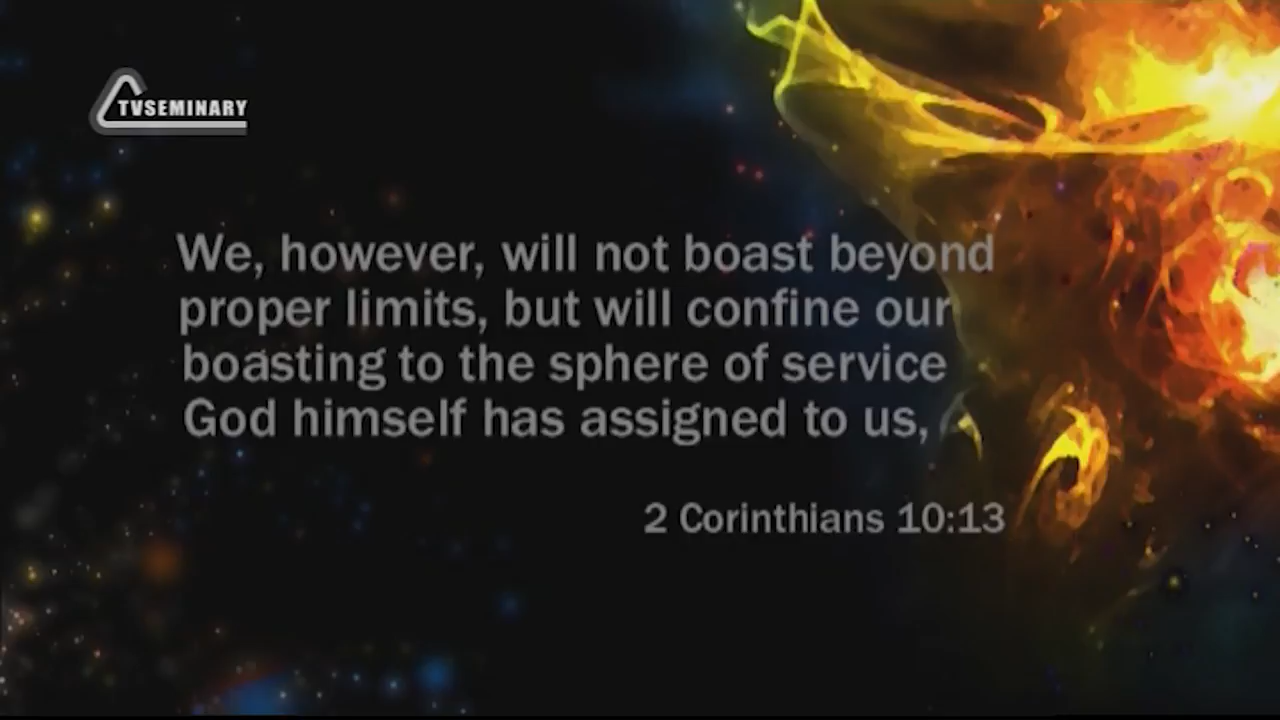 TVSEMINARY
We, however, will not boast beyond
proper limits, but will confine our
boasting to the sphere of service
God himself has assigned to us,
2 Corinthians 10:13